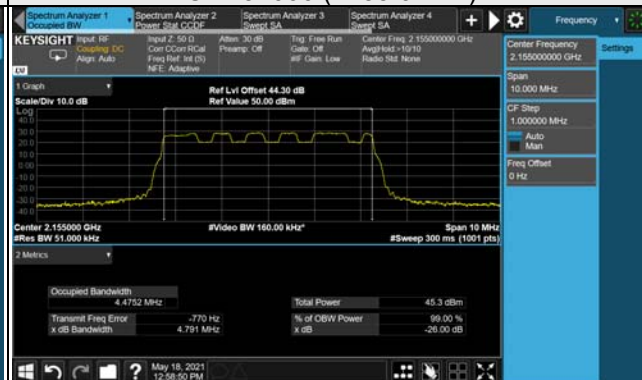 Spectrum Analyzer 1
Occupied BW
Spectrum Analyzer 2
Power Stat CCDF
Spectrum Analyzer 3
Swept SA
Spectrum Analyzer 4
Swept SA
Frequency
KEYSIGHT
Input: RF
Coupling: DC
Align: Auto
Input Z: 50 Ω
Corr CCorr RCal
Freq Ref: Int (S)
NFE: Adaptive
Atten: 30 dB
Preamp: Off
Trig: Free Run
Gate: Off
#IF Gain: Low
Center Freq: 2.155000000 GHz
Avg|Hold:>10/10
Radio Std: None
Center Frequency
2.155000000 GHz
Settings
Span
10.000 MHz
CF Step
1.000000 MHz
Auto
Man
Freq Offset
0 Hz
1 Graph
Scale/Div 10.0 dB
Ref Lvl Offset 44.30 dB
Ref Value 50.00 dBm
Log
40.0
30.0
20.0
10.0
0.00
-10.0
-20.0
-30.0
-40.0
Center 2.155000 GHz
#Res BW 51.000 kHz
#Video BW 160.00 kHz*
Span 10 MHz
#Sweep 300 ms (1001 pts)
2 Metrics
Occupied Bandwidth
4.4752 MHz
Total Power 45.3 dBm
Transmit Freq Error -770 Hz
% of OBW Power 99.00 %
x dB Bandwidth 4.791 MHz
x dB -26.00 dB
May 18, 2021
12:58:50 PM